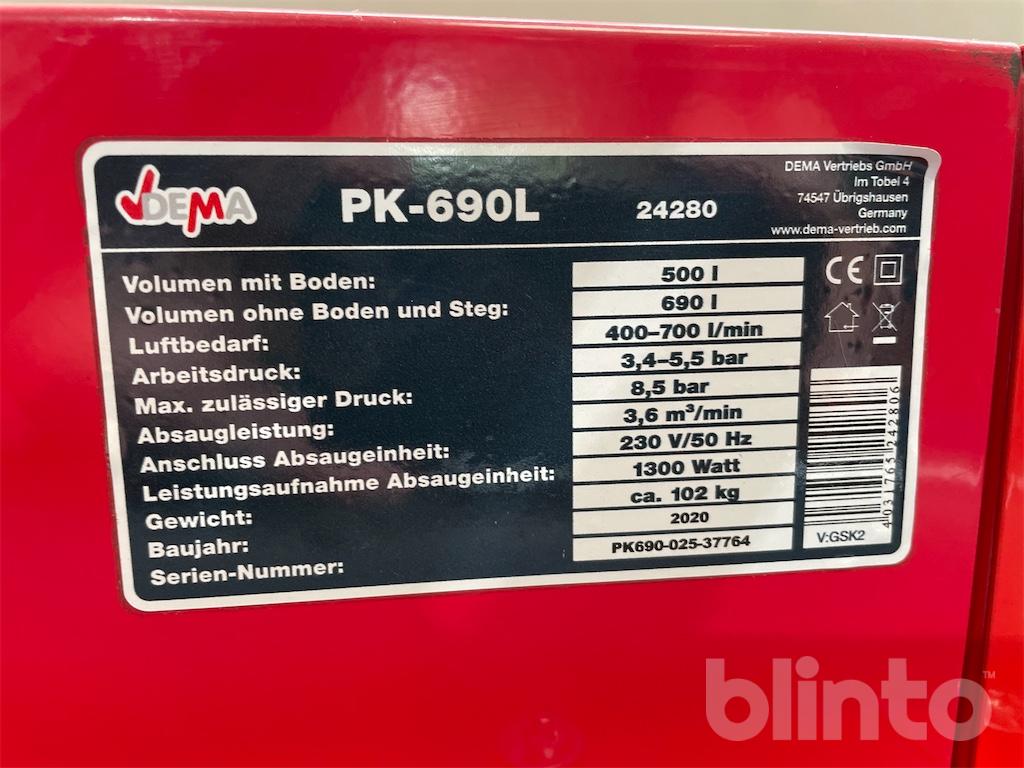 DEMA
PK-690L
24280
DEMA Vertriebs GmbH
Im Tobel 4
74547 Übrigshausen
Germany
www.dema-vertrieb.com
Volumen mit Boden: 500 l
Volumen ohne Boden und Steg: 690 l
Luftbedarf: 400–700 l/min
Arbeitsdruck: 3,4–5,5 bar
Max. zulässiger Druck: 8,5 bar
Absaugleistung: 3,6 m³/min
Anschluss Absaugeinheit: 230 V/50 Hz
Leistungsaufnahme Absaugeinheit: 1300 Watt
Gewicht: ca. 102 kg
Baujahr: 2020
Serien-Nummer: PK690-025-37764
CE
4031765242806
V:GSK2
blinto™